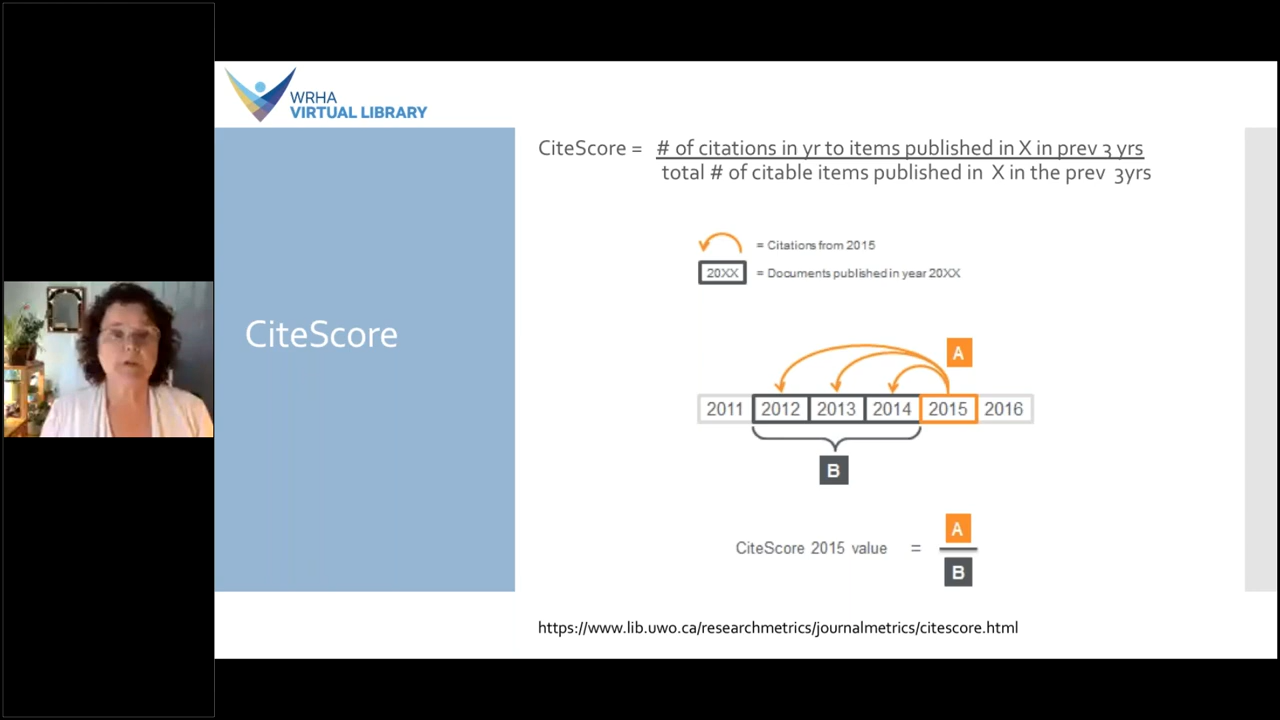 WRHA
VIRTUAL LIBRARY
CiteScore
CiteScore = # of citations in yr to items published in X in prev 3 yrs
total # of citable items published in X in the prev 3yrs
= Citations from 2015
20XX = Documents published in year 20XX
A
2011 2012 2013 2014 2015 2016
B
A
CiteScore 2015 value =
B
https://www.lib.uwo.ca/researchmetrics/journalmetrics/citescore.html